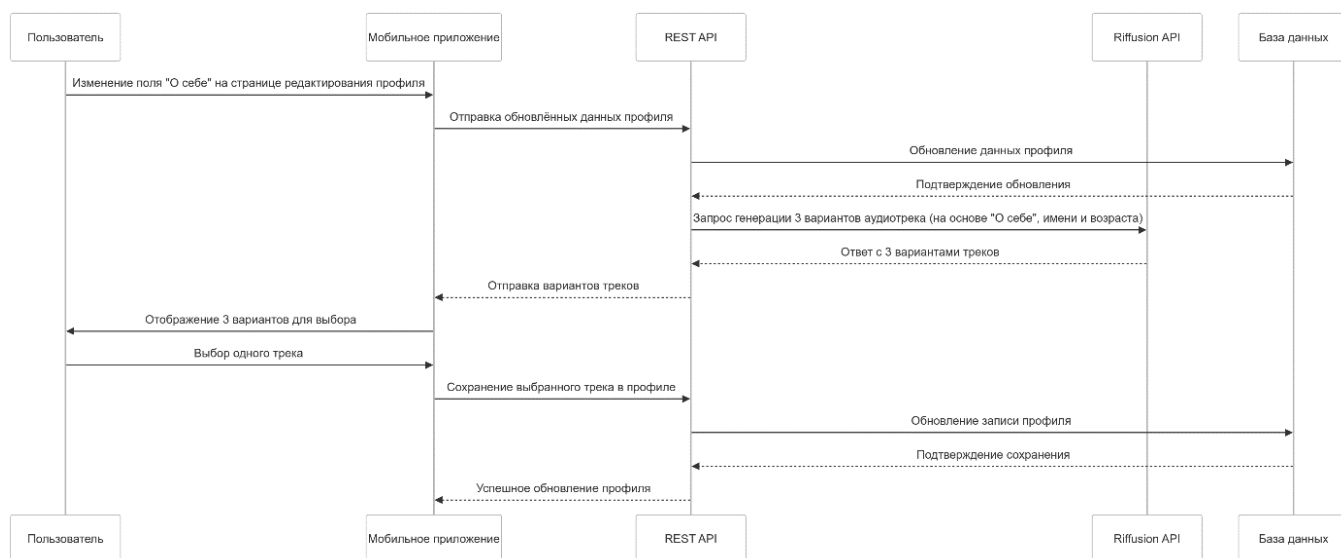 Пользователь
Мобильное приложение
REST API
Riffusion API
База данных
Изменение поля "О себе" на странице редактирования профиля
Отправка обновлённых данных профиля
Обновление данных профиля
Подтверждение обновления
Запрос генерации 3 вариантов аудиотрека (на основе "О себе", имени и возраста)
Ответ с 3 вариантами треков
Отправка вариантов треков
Отображение 3 вариантов для выбора
Выбор одного трека
Сохранение выбранного трека в профиле
Обновление записи профиля
Подтверждение сохранения
Успешное обновление профиля
Пользователь
Мобильное приложение
REST API
Riffusion API
База данных